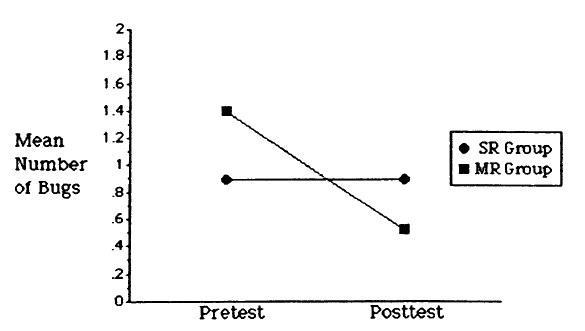 2
1.8
1.6
1.4
1.2
1
.8
.6
.4
.2
0
Mean
Number
of Bugs
Pretest
Posttest
SR Group
MR Group